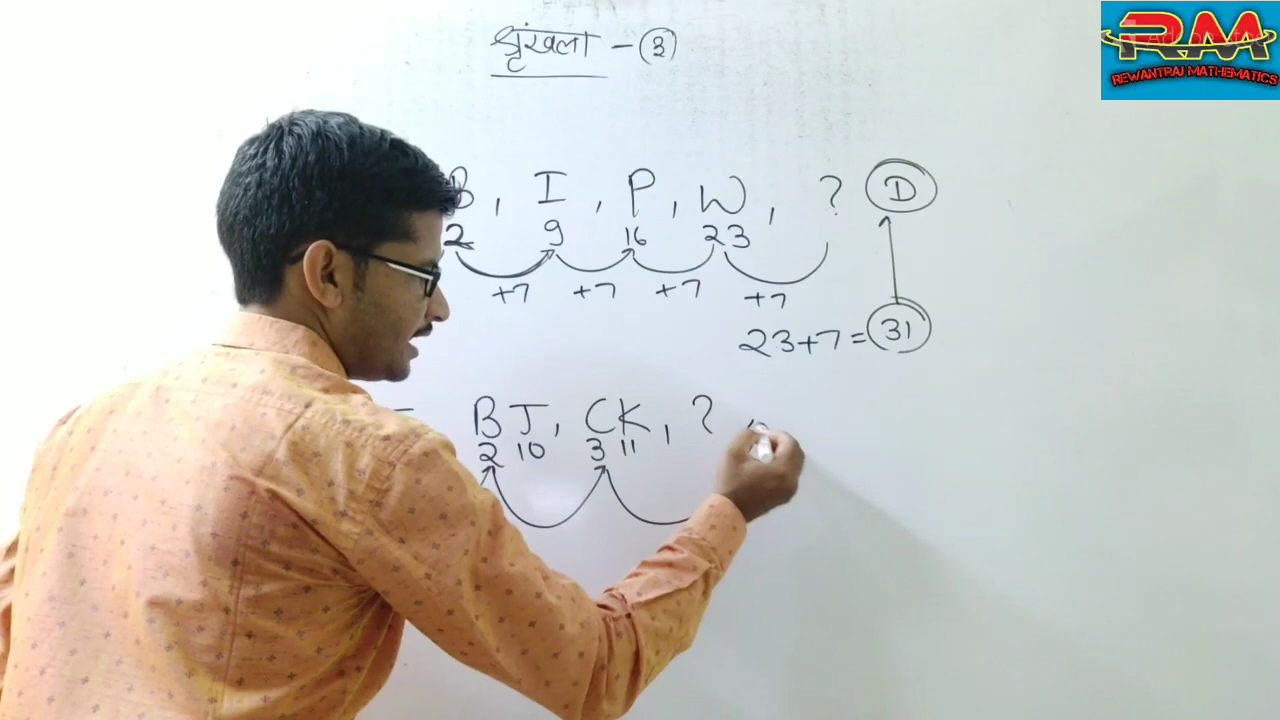 श्रृंखला - ③
RM
REWANTRAJ MATHEMATICS
B, I, P, W, ? D
2 9 16 23
+7 +7 +7 +7
23+7=31
BJ, CK, ?
2 10 3 11